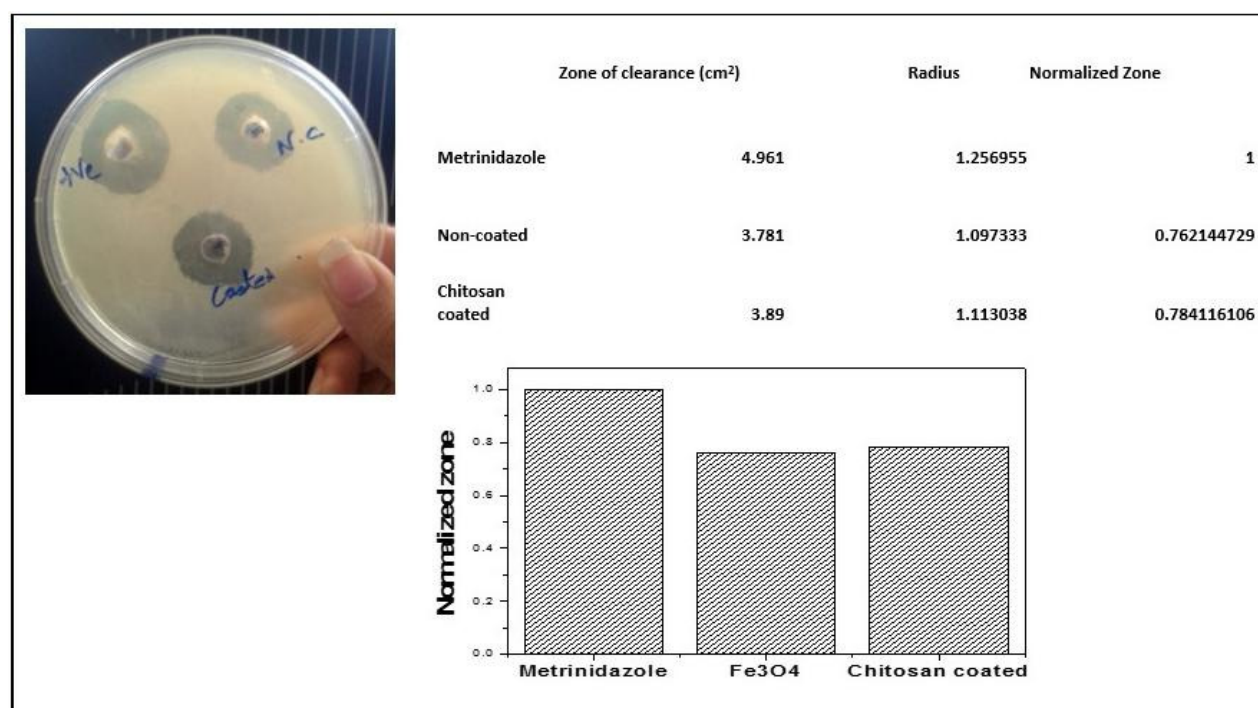 +Ve
N.C
Coated
Zone of clearance (cm²) Radius Normalized Zone
Metrinidazole 4.961 1.256955 1
Non-coated 3.781 1.097333 0.762144729
Chitosan
coated 3.89 1.113038 0.784116106
Normalized zone
1.0
0.8
0.6
0.4
0.2
0.0
Metrinidazole Fe3O4 Chitosan coated